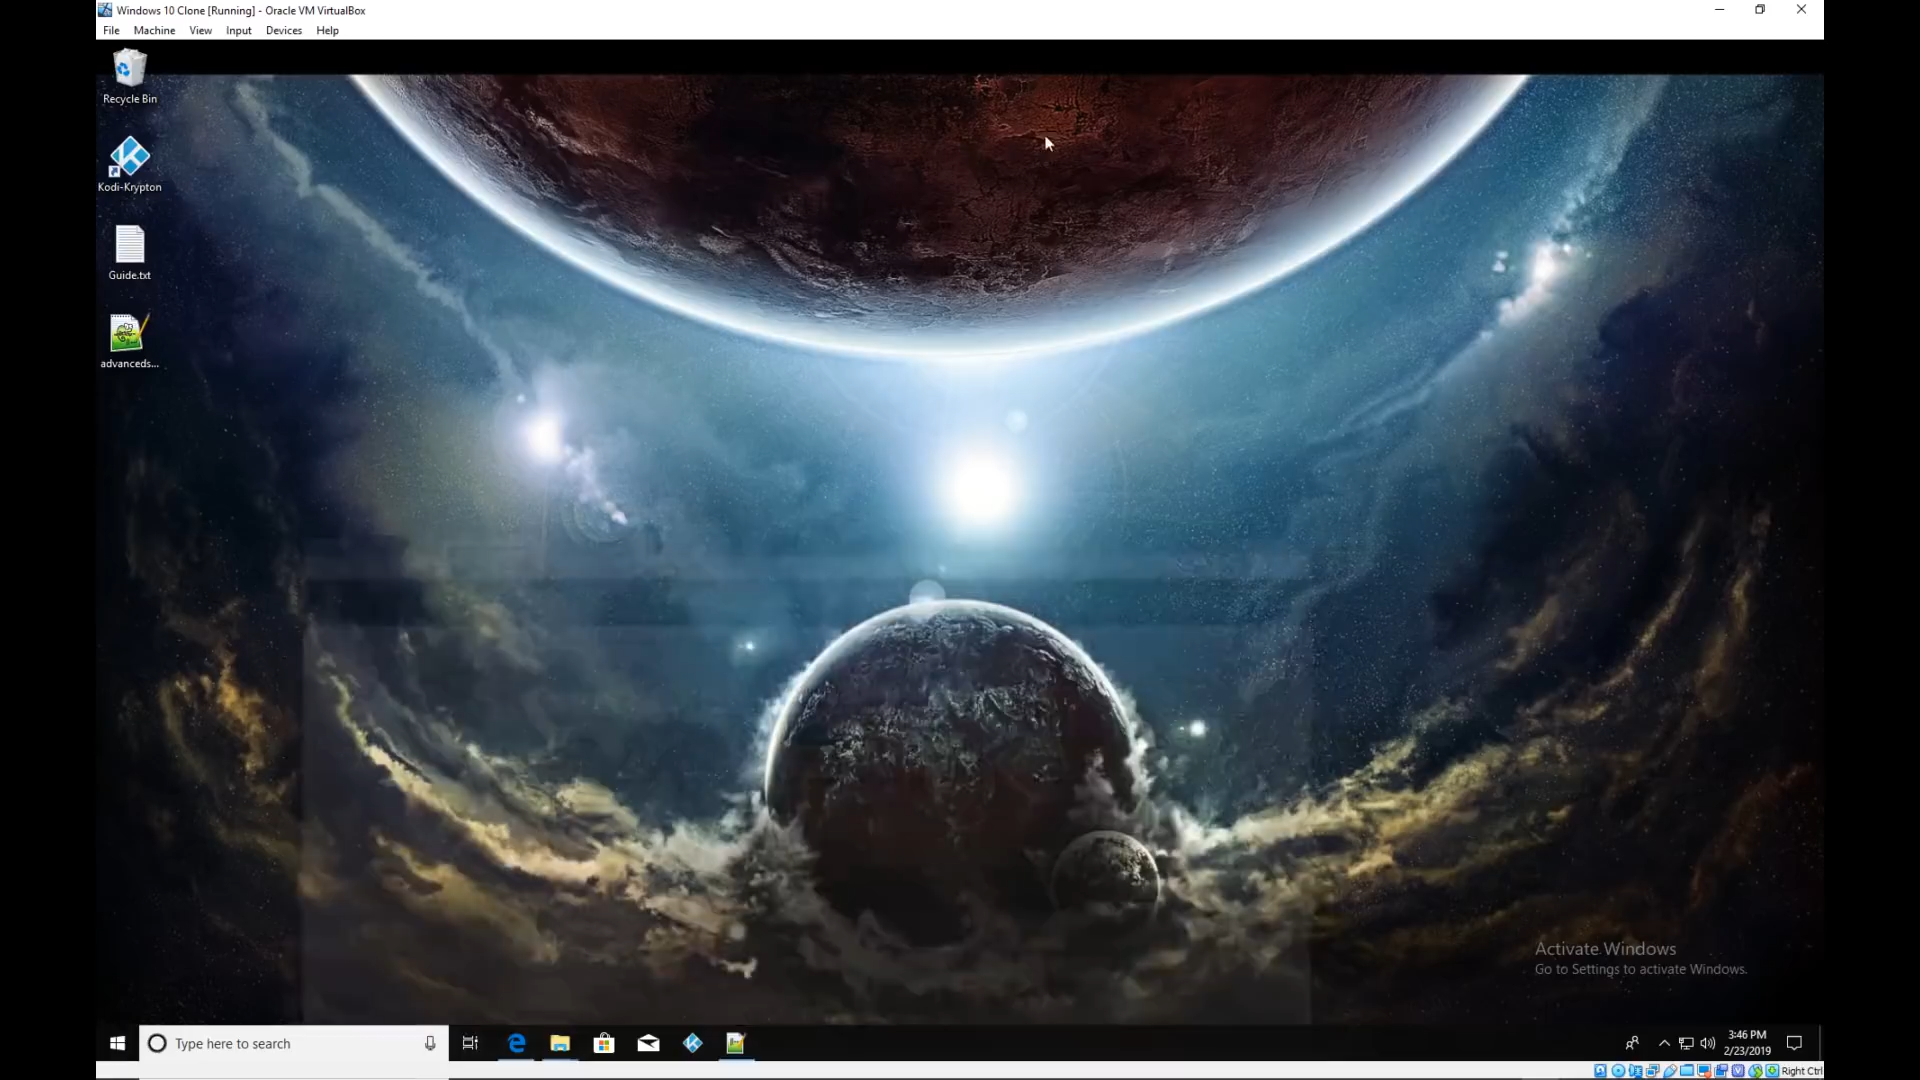 Windows 10 Clone [Running] - Oracle VM VirtualBox
File Machine View Input Devices Help
Recycle Bin
Kodi-Krypton
Guide.txt
advanceds...
Activate Windows
Go to Settings to activate Windows.
Type here to search
3:46 PM
2/23/2019
Right Ctrl